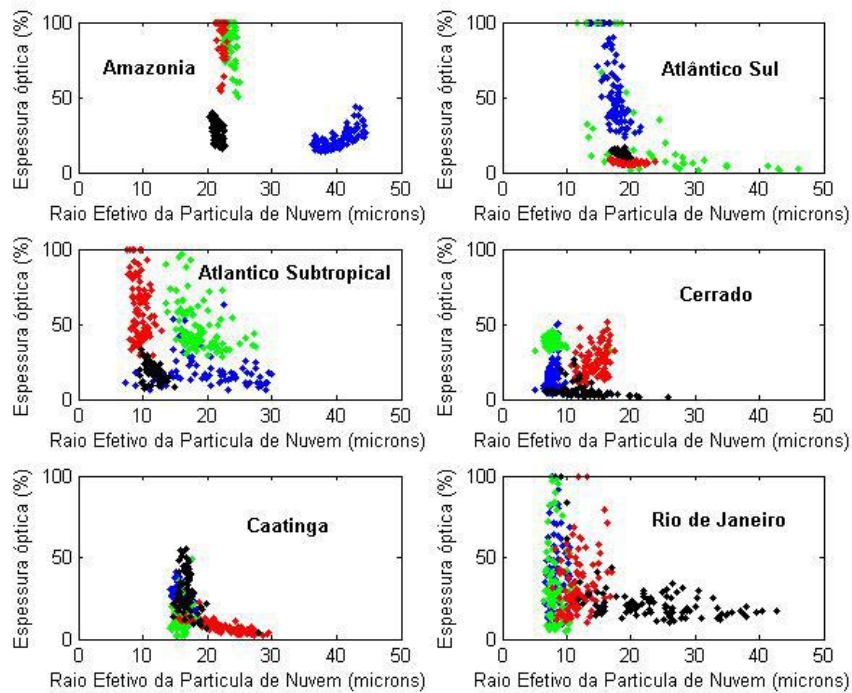 Espessura óptica (%)
100
50
0
Amazonia
0 10 20 30 40 50
Raio Efetivo da Particula de Nuvem (microns)
Espessura óptica (%)
100
50
0
Atlântico Sul
0 10 20 30 40 50
Raio Efetivo da Particula de Nuvem (microns)
Espessura óptica (%)
100
50
0
Atlantico Subtropical
0 10 20 30 40 50
Raio Efetivo da Particula de Nuvem (microns)
Espessura óptica (%)
100
50
0
Cerrado
0 10 20 30 40 50
Raio Efetivo da Particula de Nuvem (microns)
Espessura óptica (%)
100
50
0
Caatinga
0 10 20 30 40 50
Raio Efetivo da Particula de Nuvem (microns)
Espessura óptica (%)
100
50
0
Rio de Janeiro
0 10 20 30 40 50
Raio Efetivo da Particula de Nuvem (microns)